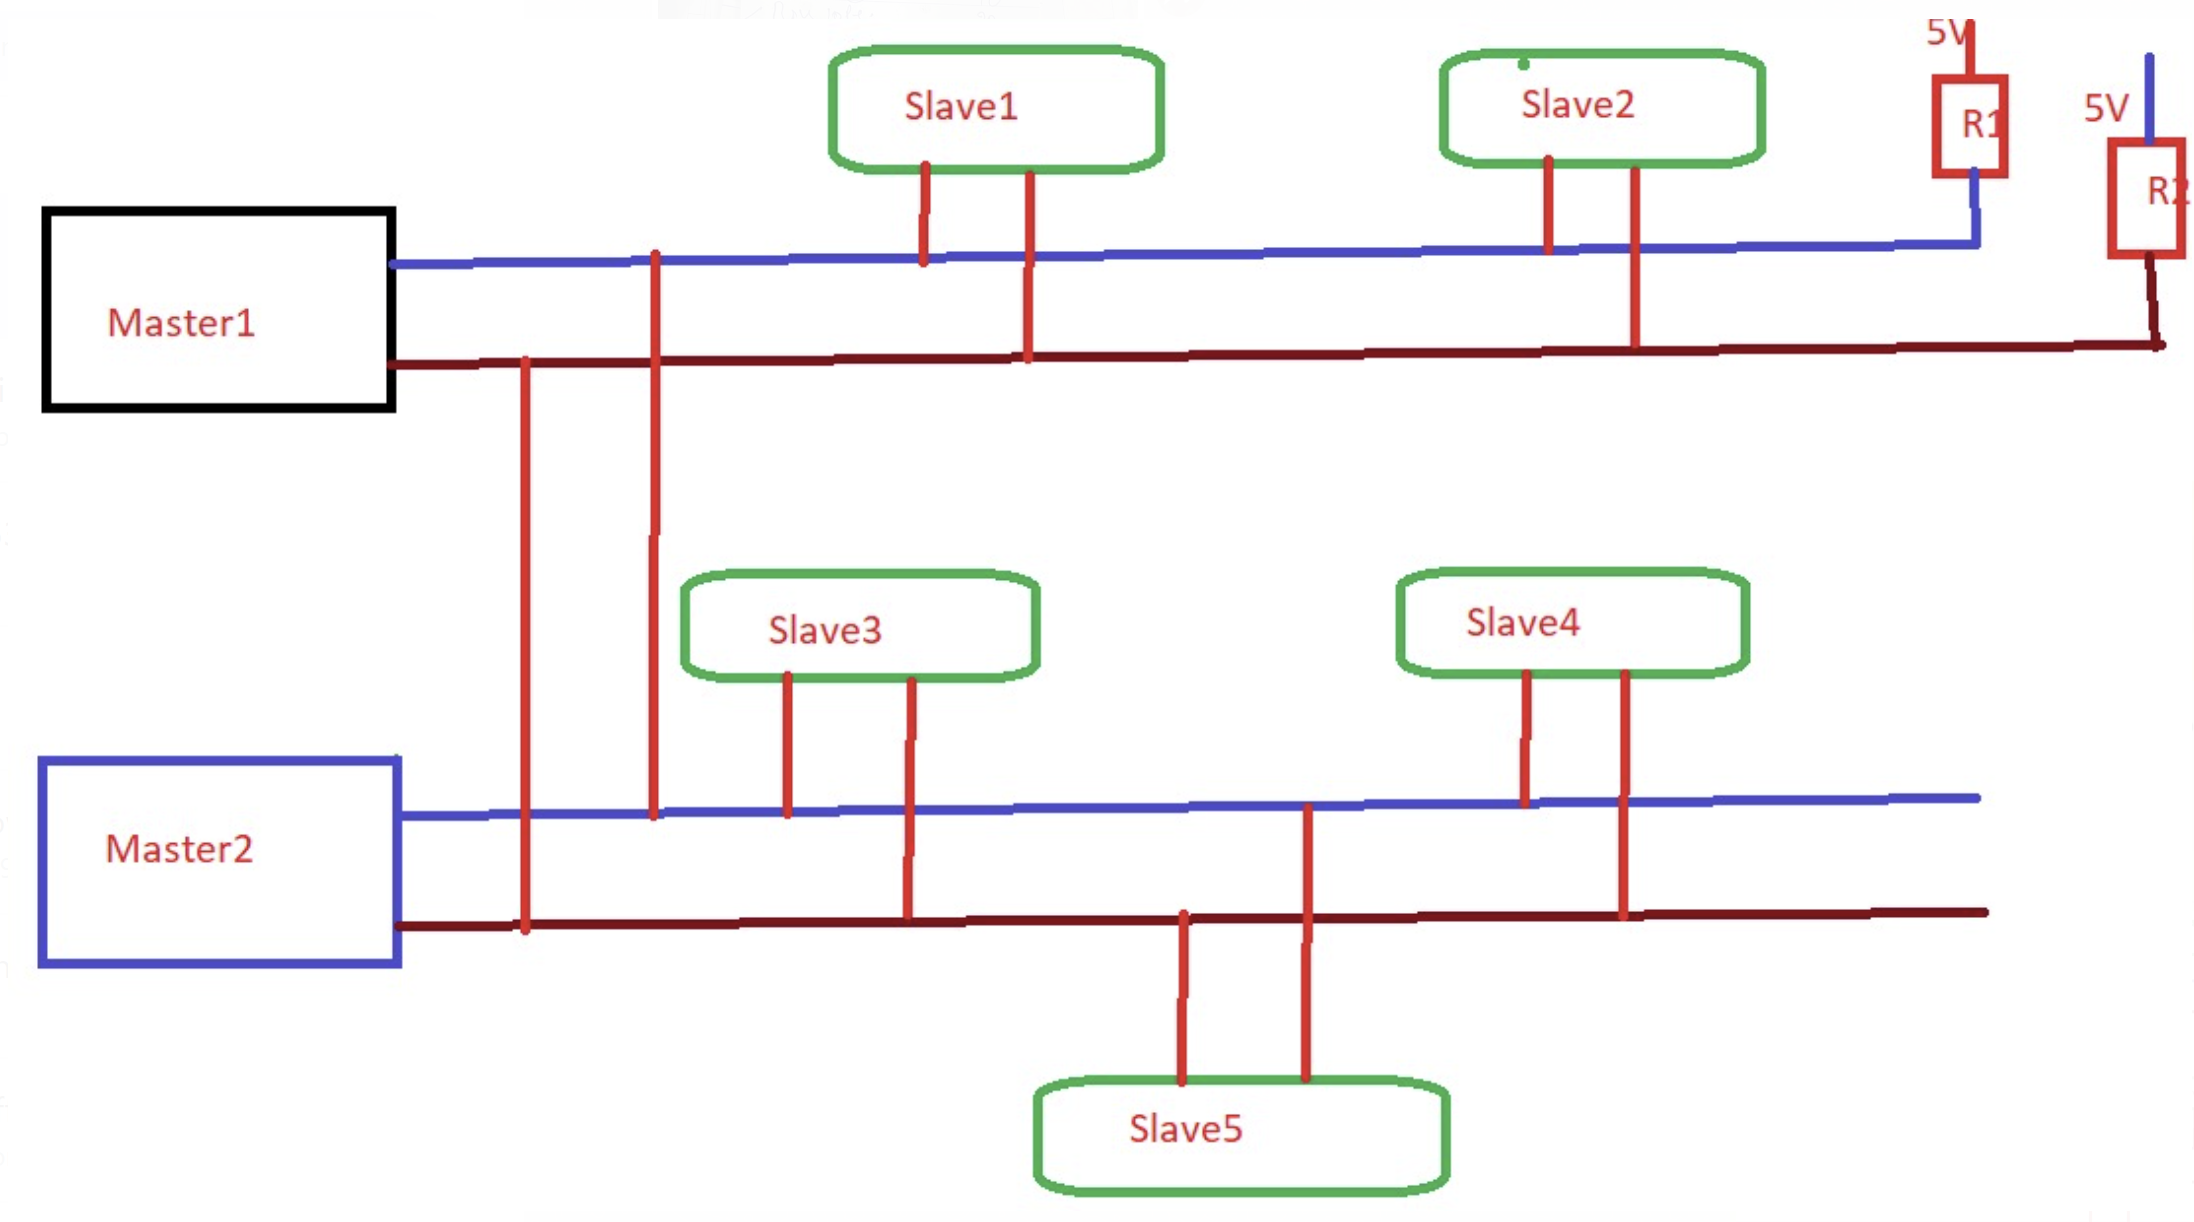 5V
Slave1
Slave2
5V
R1
R2
Master1
Slave3
Slave4
Master2
Slave5